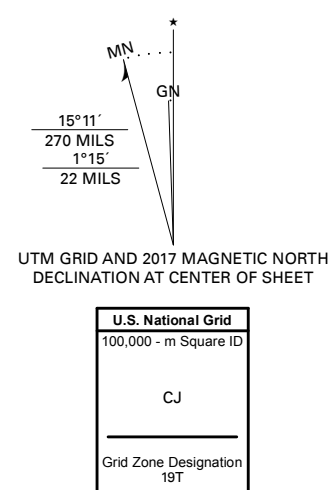 ★
MN
GN
15°11´
270 MILS
1°15´
22 MILS
UTM GRID AND 2017 MAGNETIC NORTH
DECLINATION AT CENTER OF SHEET
U.S. National Grid
100,000 - m Square ID
CJ
Grid Zone Designation
19T